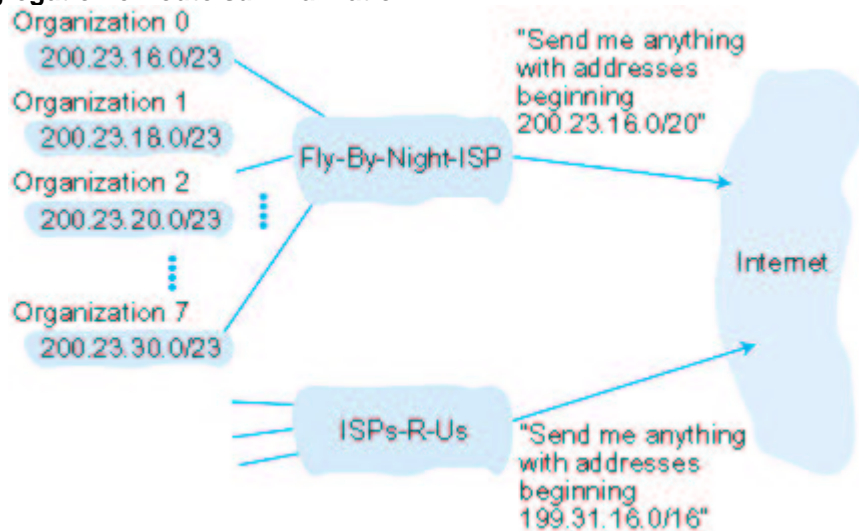 Organization 0
200.23.16.0/23
Organization 1
200.23.18.0/23
Organization 2
200.23.20.0/23
Organization 7
200.23.30.0/23
Fly-By-Night-ISP
"Send me anything
with addresses
beginning
200.23.16.0/20"
Internet
ISPs-R-Us
"Send me anything
with addresses
beginning
199.31.16.0/16"